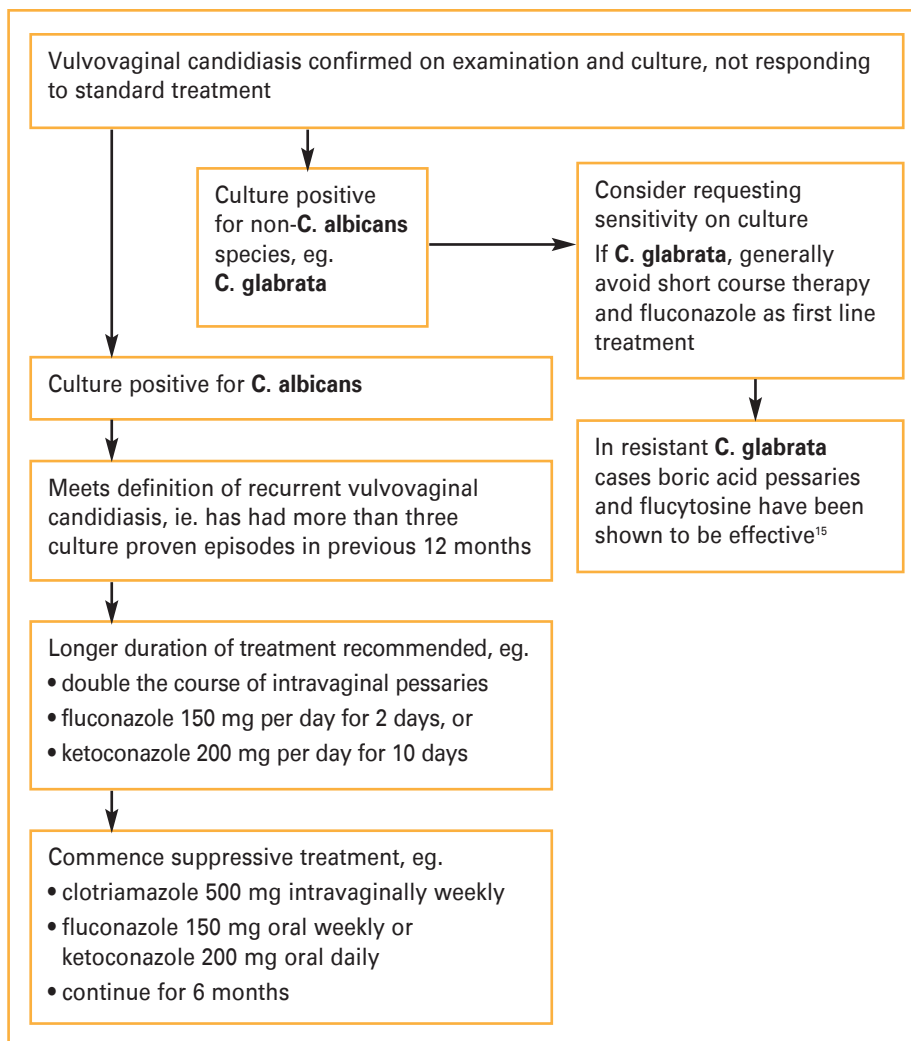 Vulvovaginal candidiasis confirmed on examination and culture, not responding
to standard treatment
Culture positive
for non-C. albicans
species, eg.
C. glabrata
Consider requesting
sensitivity on culture
If C. glabrata, generally
avoid short course therapy
and fluconazole as first line
treatment
Culture positive for C. albicans
In resistant C. glabrata
cases boric acid pessaries
and flucytosine have been
shown to be effective¹⁵
Meets definition of recurrent vulvovaginal
candidiasis, ie. has had more than three
culture proven episodes in previous 12 months
Longer duration of treatment recommended, eg.
• double the course of intravaginal pessaries
• fluconazole 150 mg per day for 2 days, or
• ketoconazole 200 mg per day for 10 days
Commence suppressive treatment, eg.
• clotriamazole 500 mg intravaginally weekly
• fluconazole 150 mg oral weekly or
ketoconazole 200 mg oral daily
• continue for 6 months